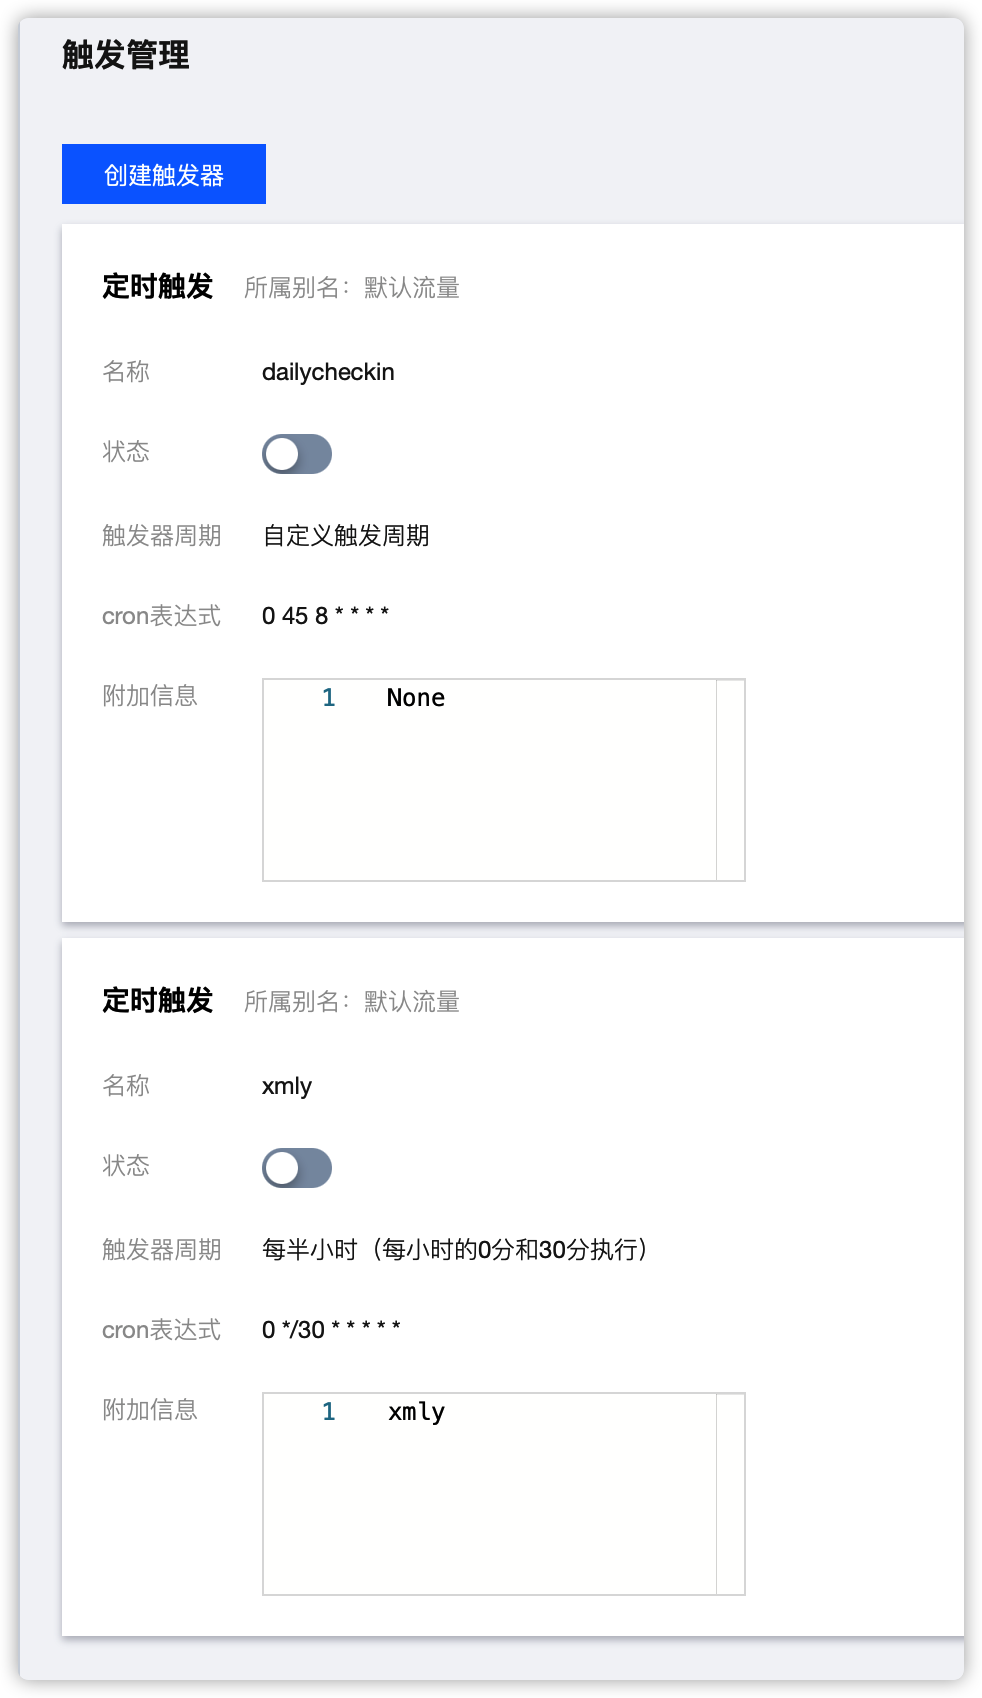 触发管理
创建触发器
定时触发 所属别名：默认流量
名称 dailycheckin
状态
触发器周期 自定义触发周期
cron表达式 0 45 8 * * * *
附加信息 1 None
定时触发 所属别名：默认流量
名称 xmly
状态
触发器周期 每半小时（每小时的0分和30分执行）
cron表达式 0 */30 * * * * *
附加信息 1 xmly